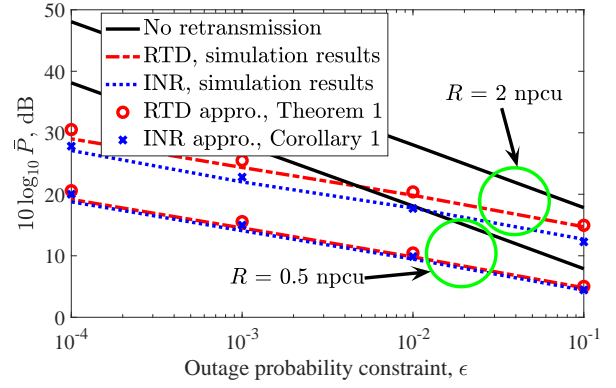 50
40
30
20
10
0
10 log₁₀ P̄, dB
No retransmission
RTD, simulation results
INR, simulation results
RTD appro., Theorem 1
INR appro., Corollary 1
R = 2 npcu
R = 0.5 npcu
10⁻⁴ 10⁻³ 10⁻² 10⁻¹
Outage probability constraint, ϵ